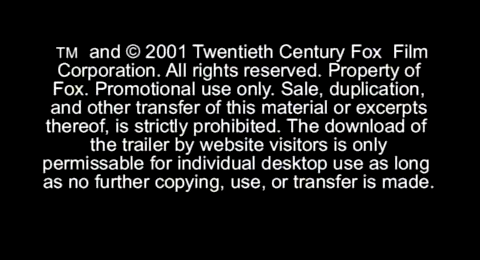 TM and © 2001 Twentieth Century Fox Film
Corporation. All rights reserved. Property of
Fox. Promotional use only. Sale, duplication,
and other transfer of this material or excerpts
thereof, is strictly prohibited. The download of
the trailer by website visitors is only
permissable for individual desktop use as long
as no further copying, use, or transfer is made.